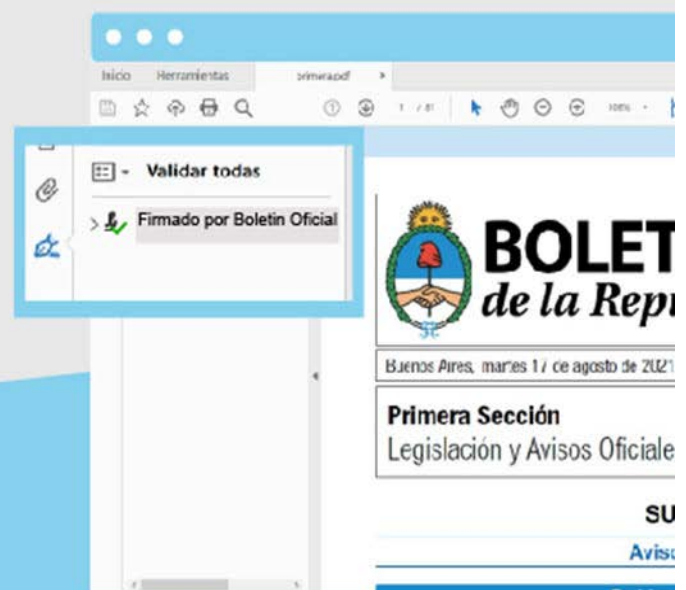 Inicio Herramientas primera.pdf
1 / 81
Validar todas
Firmado por Boletin Oficial
BOLET
de la Repu
Buenos Aires, martes 17 de agosto de 2021
Primera Sección
Legislación y Avisos Oficiale
SU
Aviso